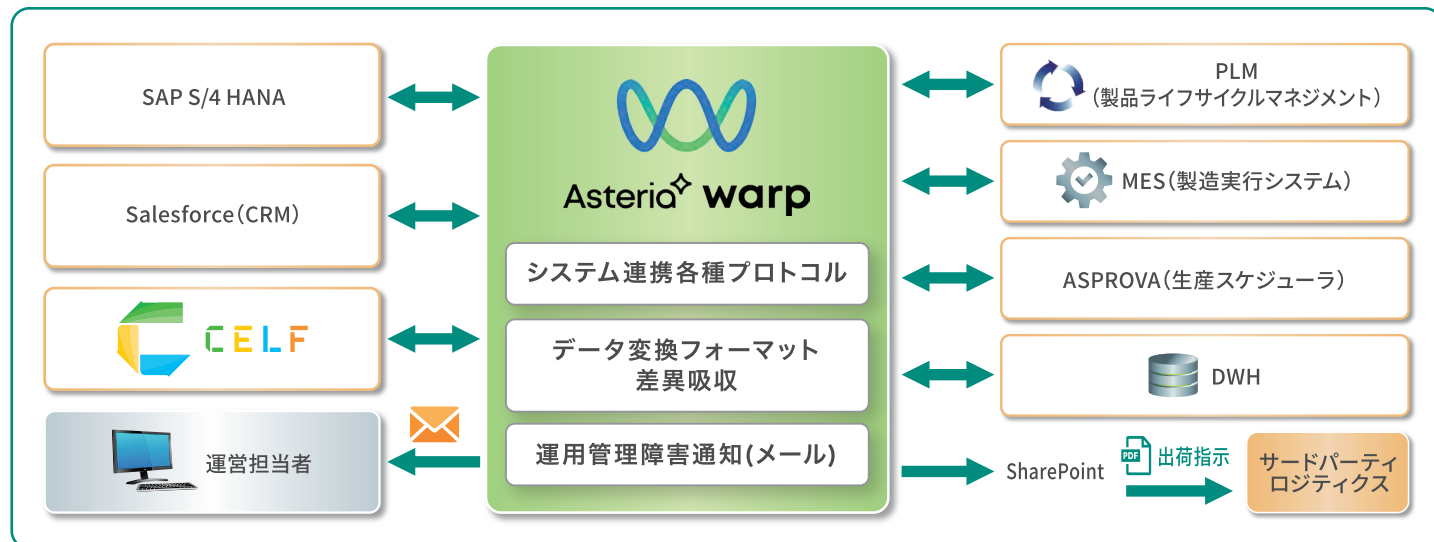 SAP S/4 HANA
Salesforce（CRM）
CELF
運営担当者
Asteria warp
システム連携各種プロトコル
データ変換フォーマット
差異吸収
運用管理障害通知(メール)
PLM
（製品ライフサイクルマネジメント）
MES（製造実行システム）
ASPROVA（生産スケジューラ）
DWH
SharePoint
PDF
出荷指示
サードパーティ
ロジティクス